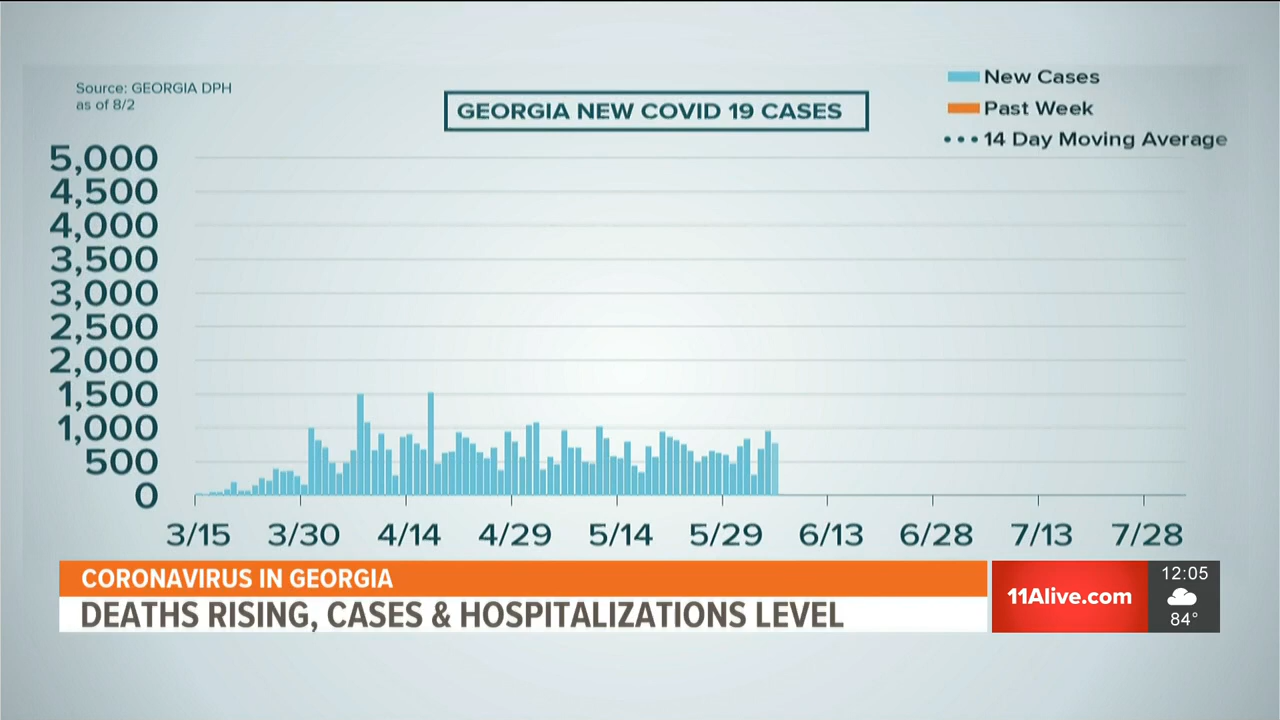 Source: GEORGIA DPH
as of 8/2
GEORGIA NEW COVID 19 CASES
New Cases
Past Week
14 Day Moving Average
5,000
4,500
4,000
3,500
3,000
2,500
2,000
1,500
1,000
500
0
3/15 3/30 4/14 4/29 5/14 5/29 6/13 6/28 7/13 7/28
CORONAVIRUS IN GEORGIA
DEATHS RISING, CASES & HOSPITALIZATIONS LEVEL
11Alive.com
12:05
84°